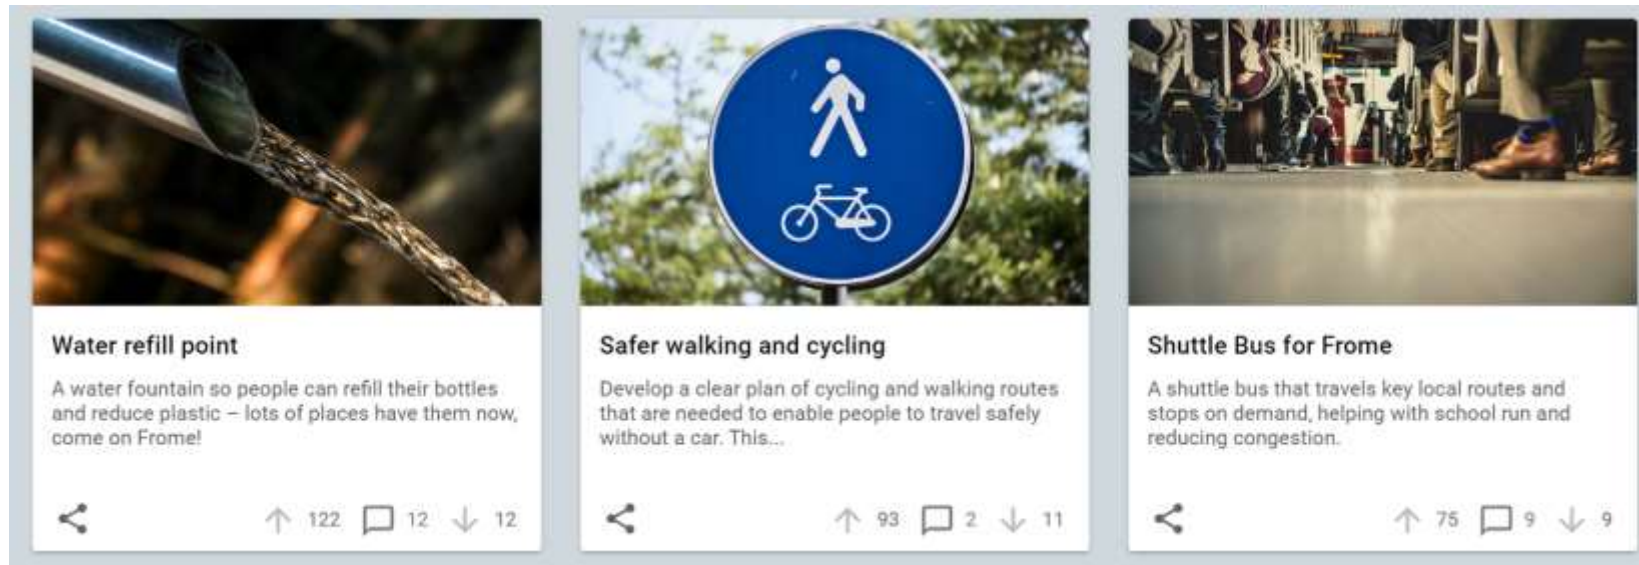 Water refill point
A water fountain so people can refill their bottles
and reduce plastic – lots of places have them now,
come on Frome!
122 12 12
Safer walking and cycling
Develop a clear plan of cycling and walking routes
that are needed to enable people to travel safely
without a car. This...
93 2 11
Shuttle Bus for Frome
A shuttle bus that travels key local routes and
stops on demand, helping with school run and
reducing congestion.
75 9 9